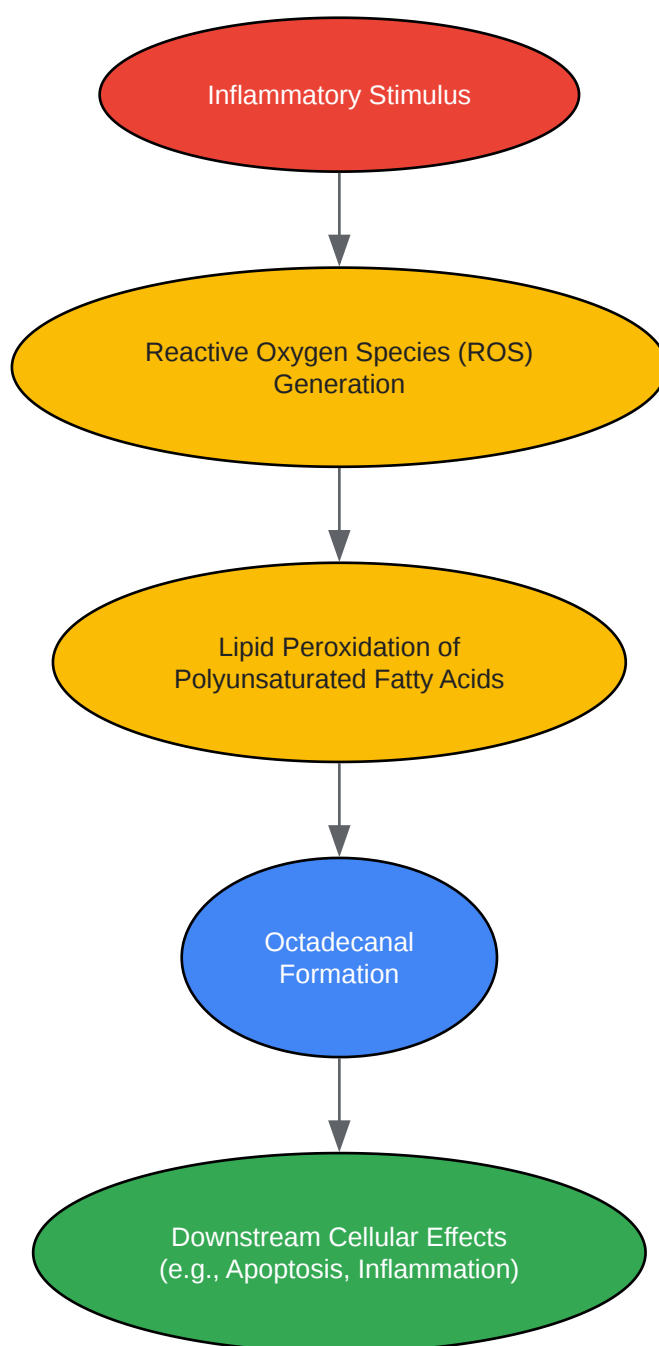 Inflammatory Stimulus
Reactive Oxygen Species (ROS)
Generation
Lipid Peroxidation of
Polyunsaturated Fatty Acids
Octadecanal
Formation
Downstream Cellular Effects
(e.g., Apoptosis, Inflammation)